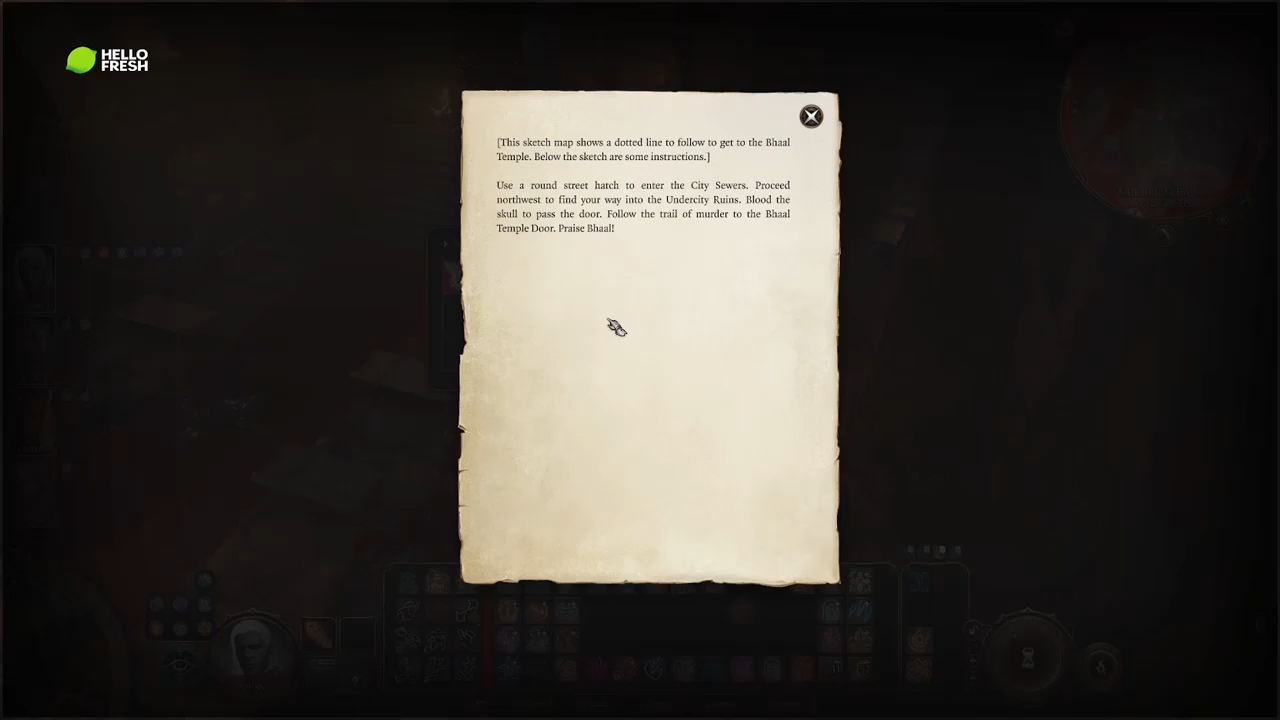 HELLO
FRESH
[This sketch map shows a dotted line to follow to get to the Bhaal
Temple. Below the sketch are some instructions.]
Use a round street hatch to enter the City Sewers. Proceed
northwest to find your way into the Undercity Ruins. Blood the
skull to pass the door. Follow the trail of murder to the Bhaal
Temple Door. Praise Bhaal!